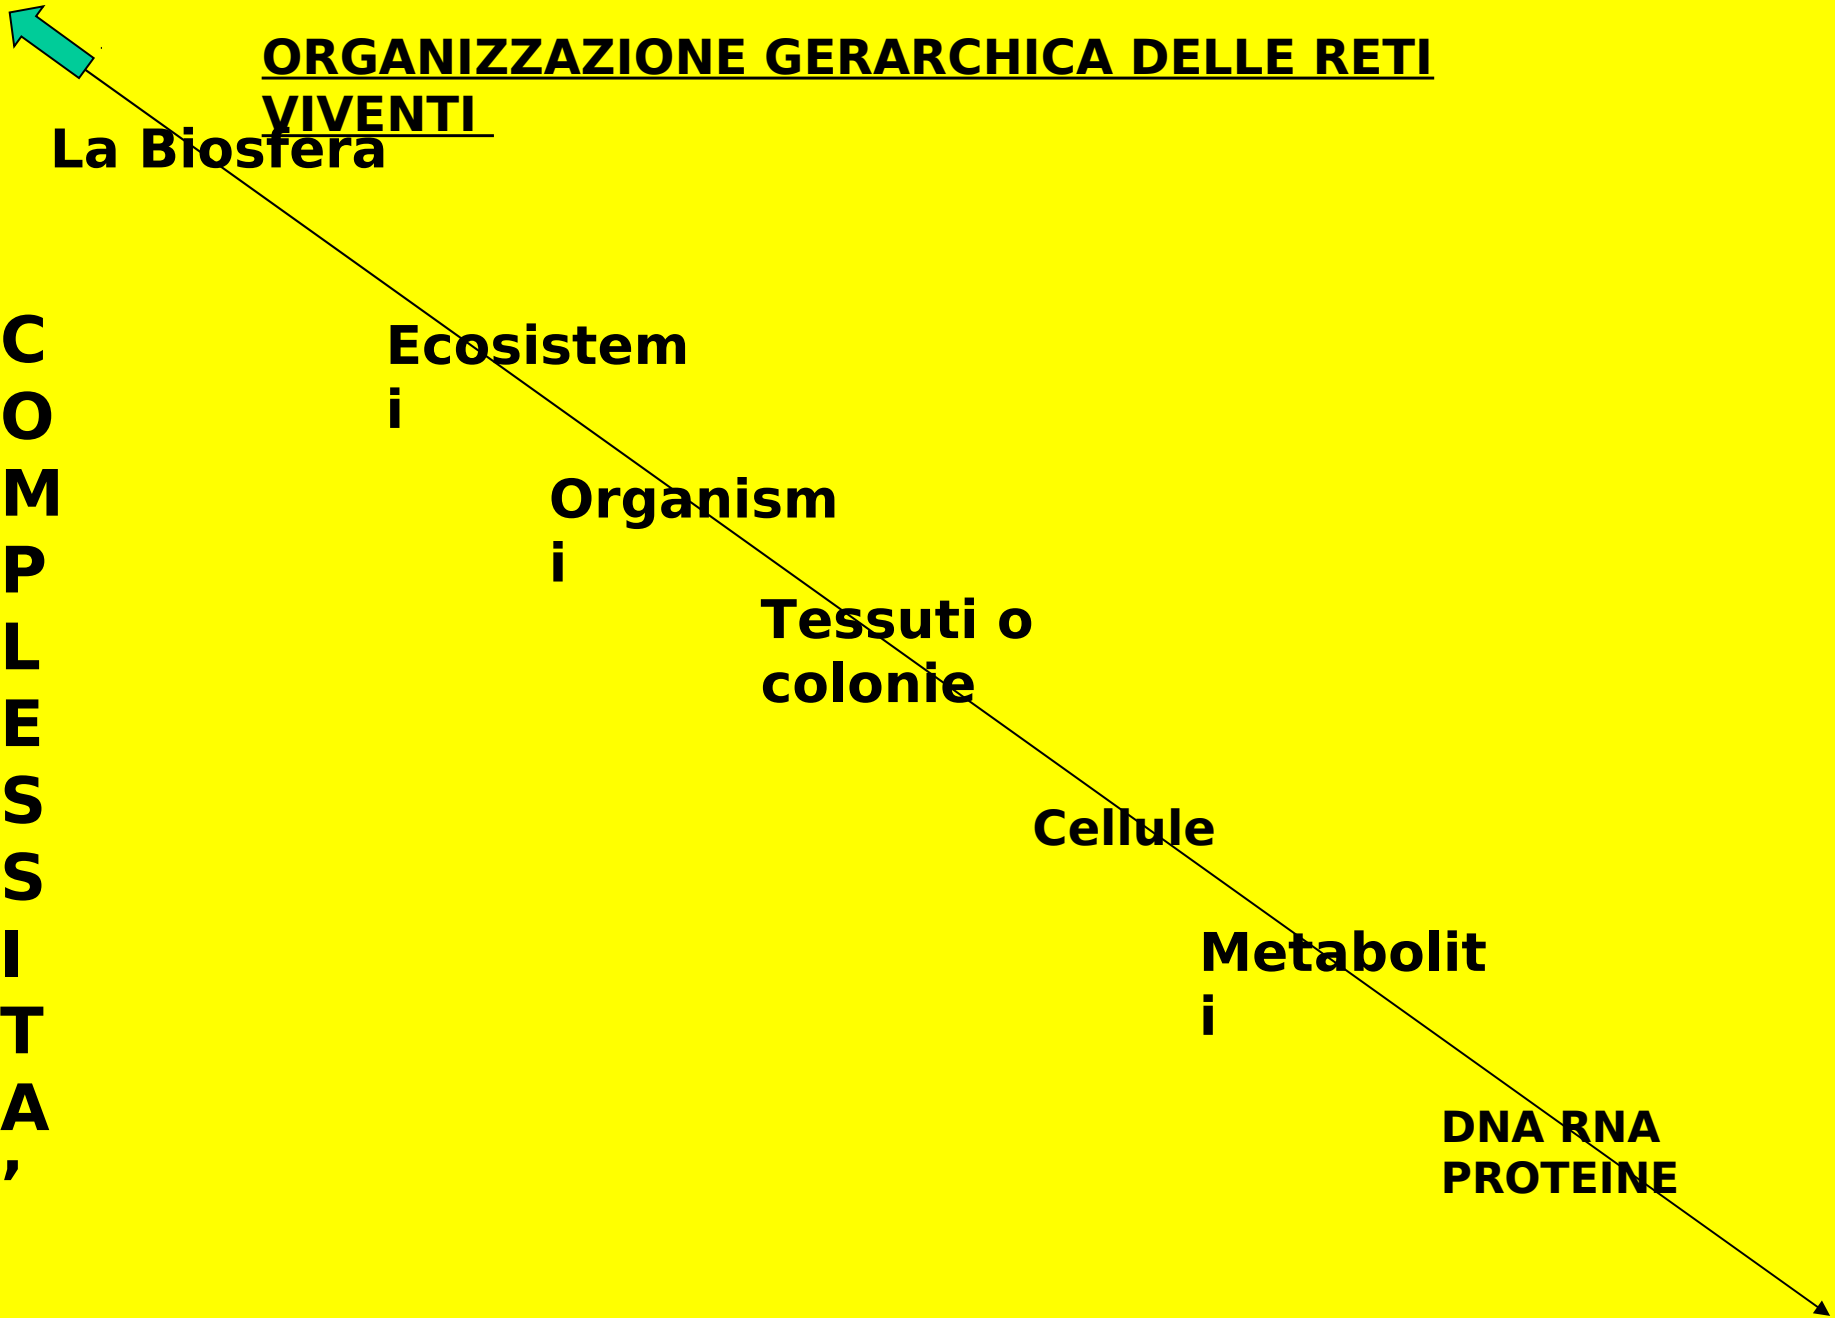 ORGANIZZAZIONE GERARCHICA DELLE RETI
VIVENTI
La Biosfera
C
O
M
P
L
E
S
S
I
T
A
’
Ecosistem
i
Organism
i
Tessuti o
colonie
Cellule
Metabolit
i
DNA RNA
PROTEINE